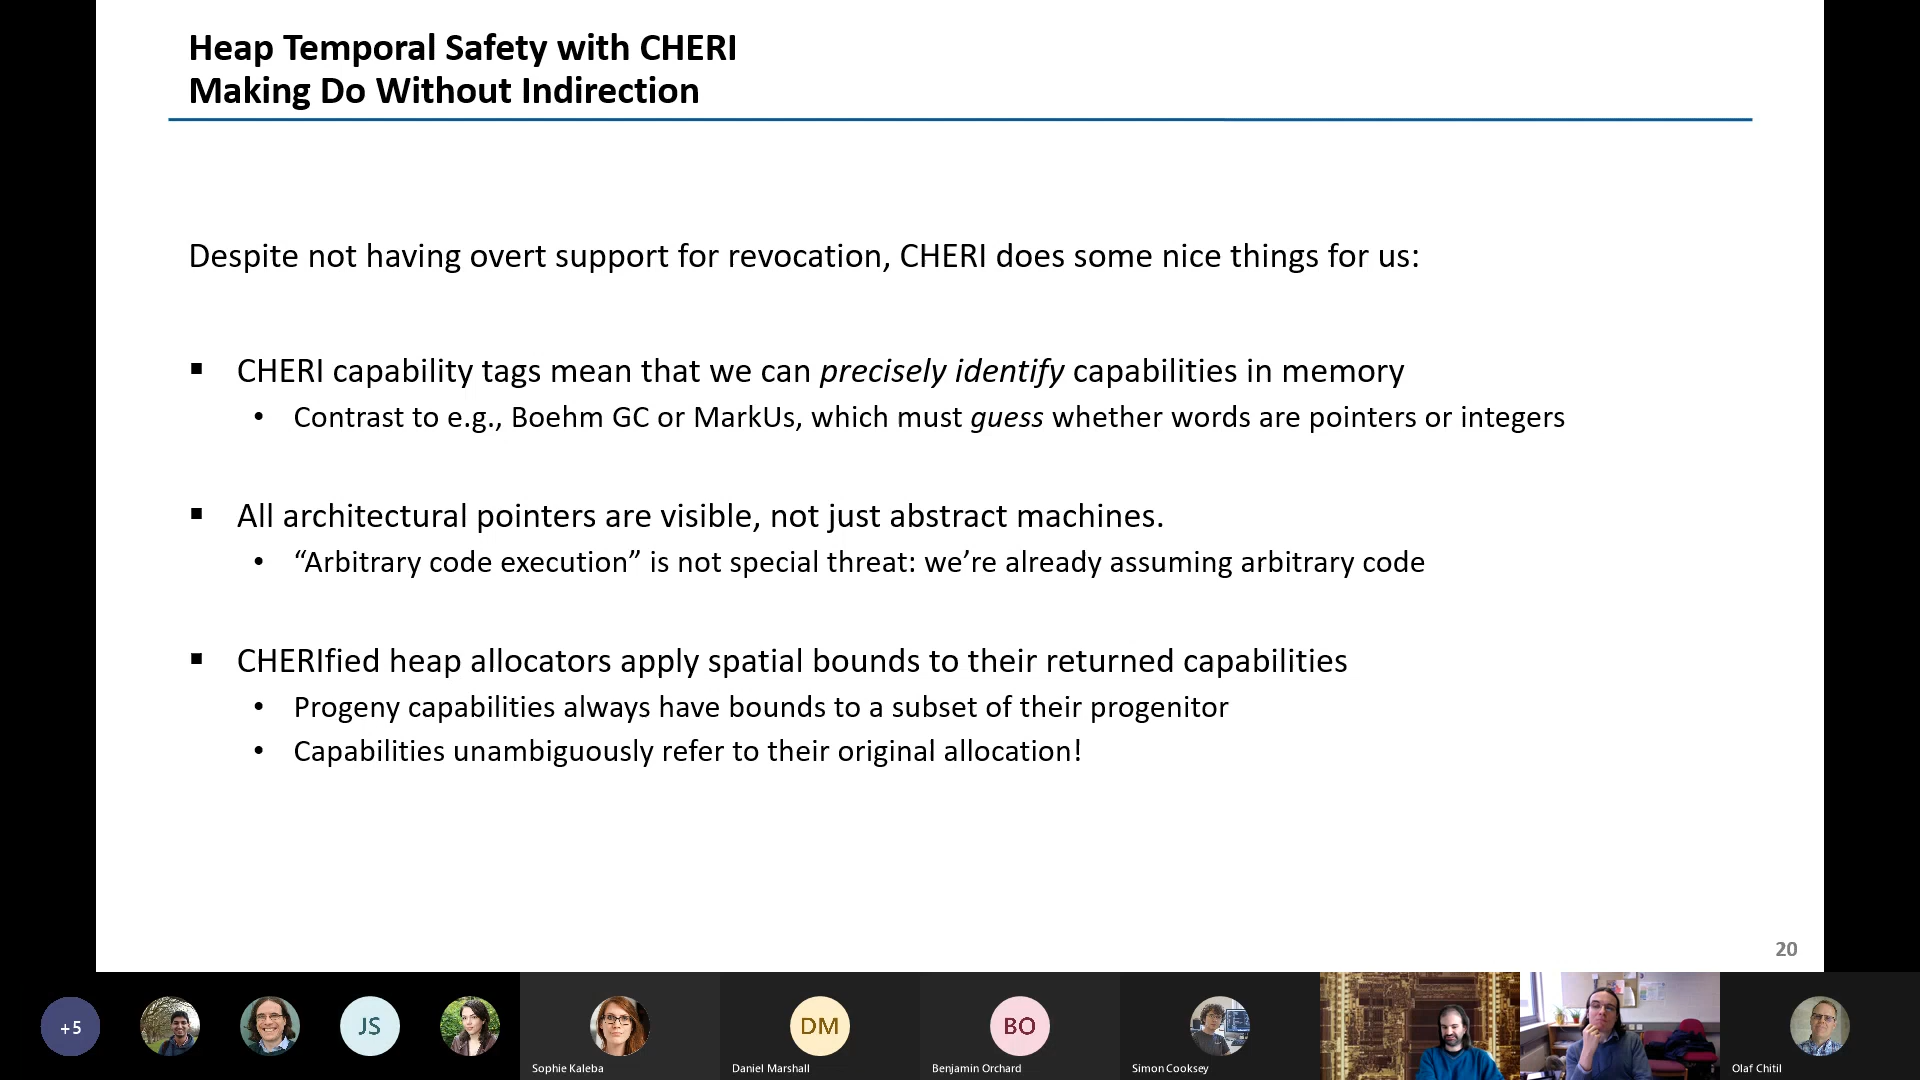 Heap Temporal Safety with CHERI
Making Do Without Indirection
Despite not having overt support for revocation, CHERI does some nice things for us:
▪ CHERI capability tags mean that we can precisely identify capabilities in memory
• Contrast to e.g., Boehm GC or MarkUs, which must guess whether words are pointers or integers
▪ All architectural pointers are visible, not just abstract machines.
• “Arbitrary code execution” is not special threat: we’re already assuming arbitrary code
▪ CHERIfied heap allocators apply spatial bounds to their returned capabilities
• Progeny capabilities always have bounds to a subset of their progenitor
• Capabilities unambiguously refer to their original allocation!
20
+5
JS
DM
BO
Sophie Kaleba
Daniel Marshall
Benjamin Orchard
Simon Cooksey
Olaf Chitil